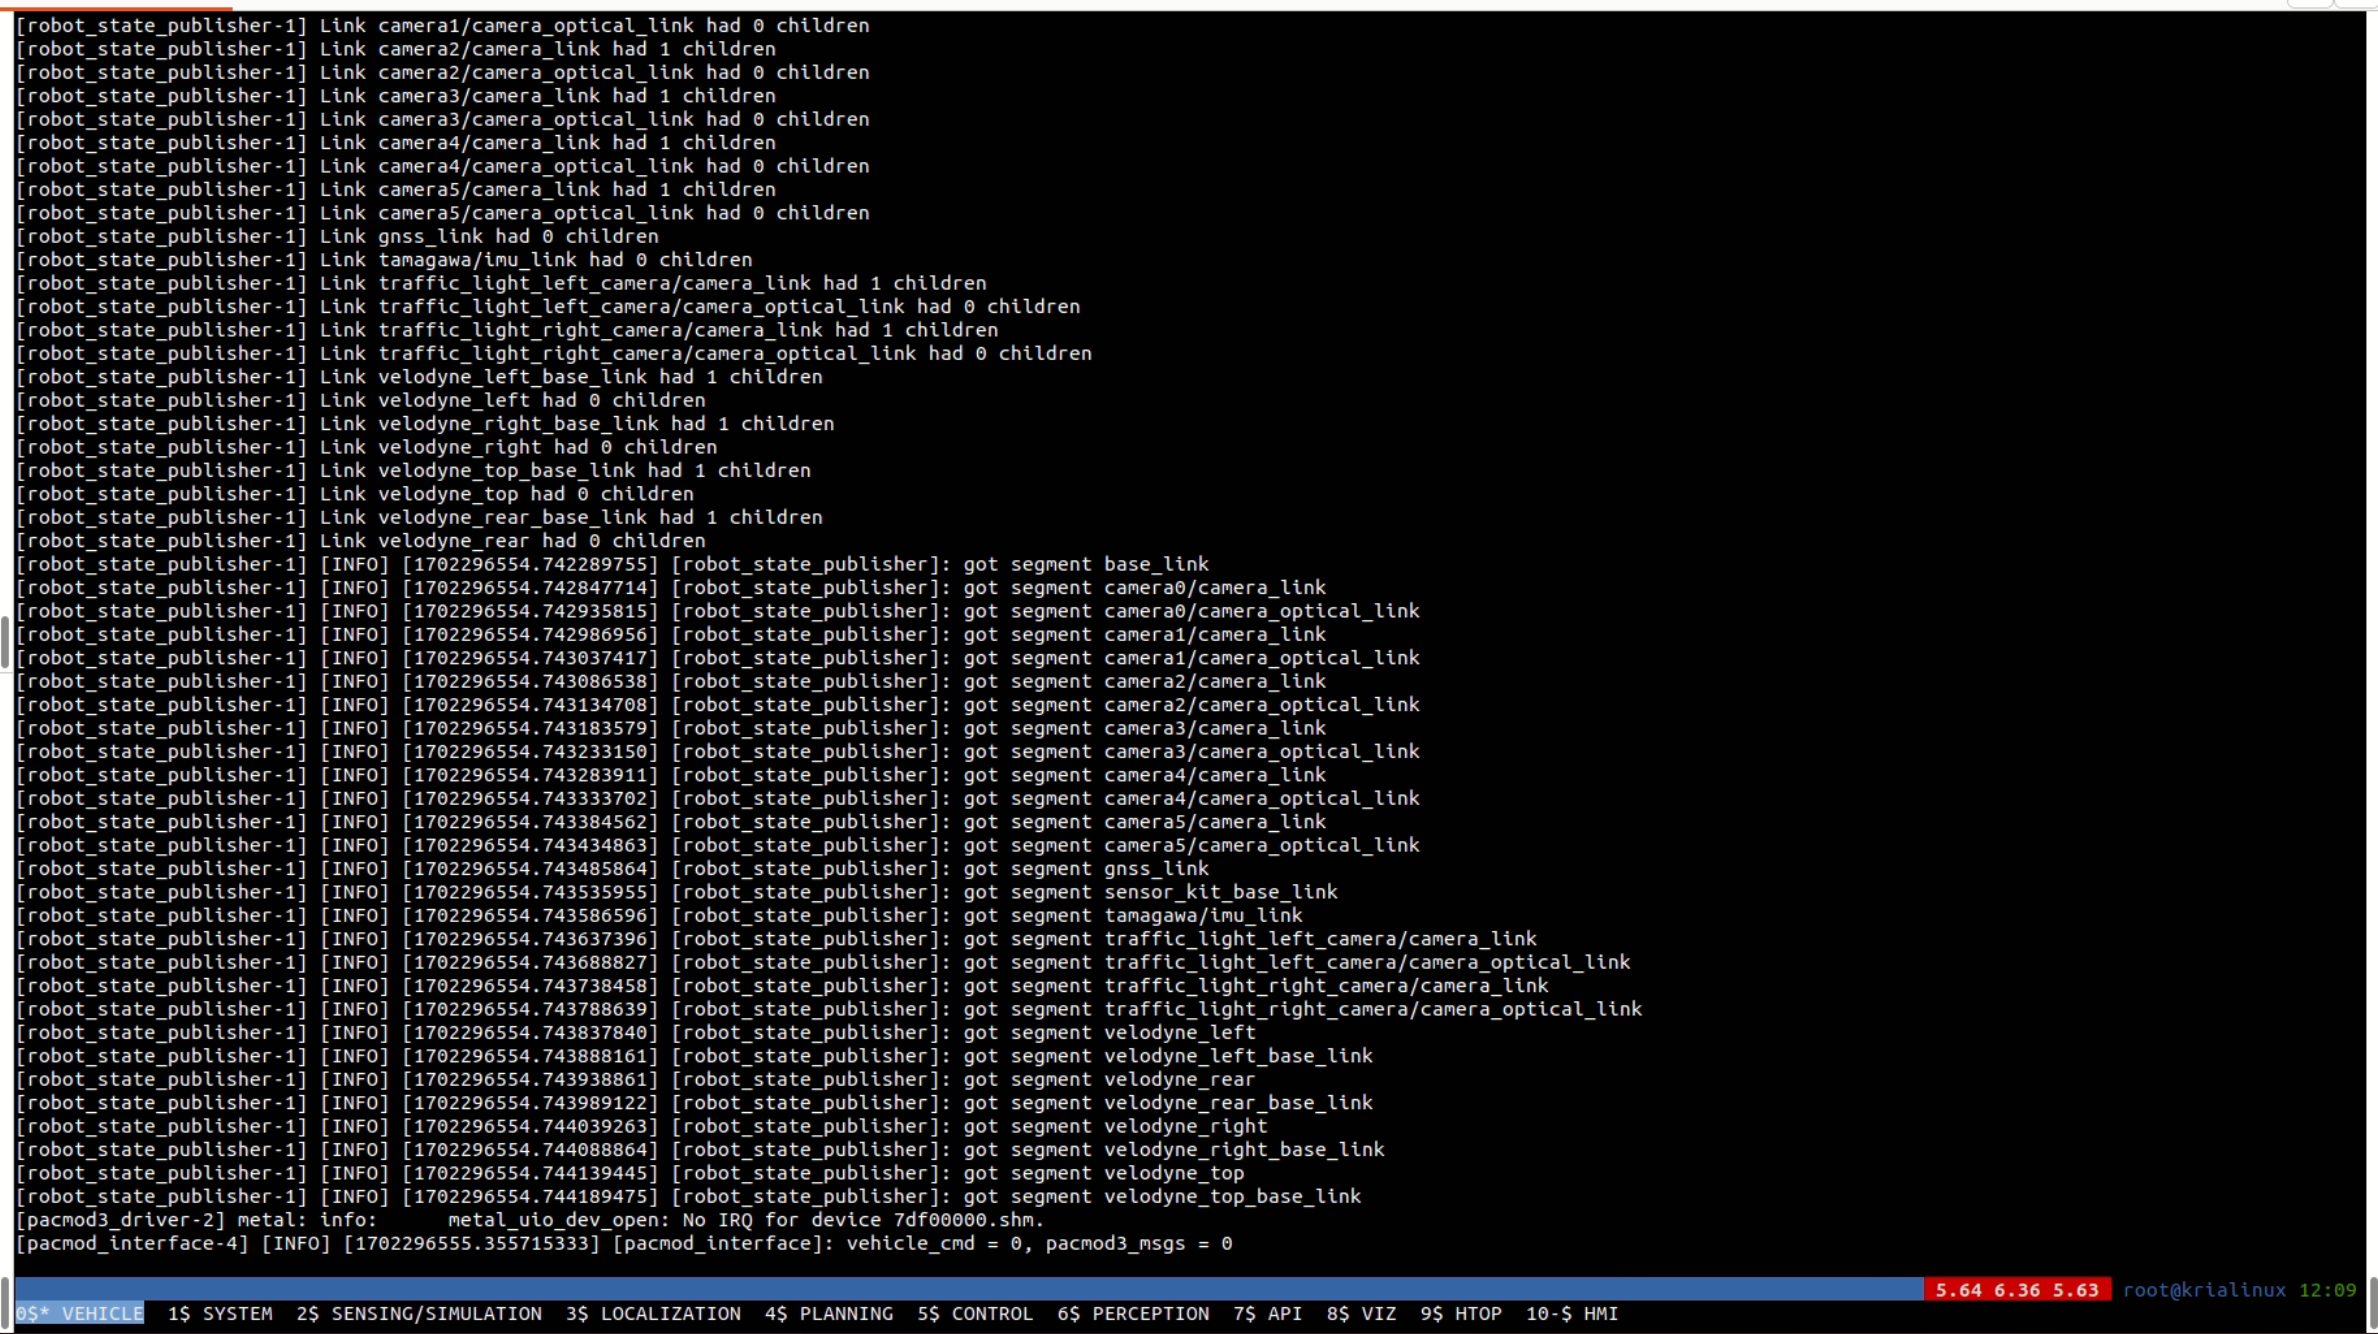 [robot_state_publisher-1] Link camera1/camera_optical_link had 0 children
[robot_state_publisher-1] Link camera2/camera_link had 1 children
[robot_state_publisher-1] Link camera2/camera_optical_link had 0 children
[robot_state_publisher-1] Link camera3/camera_link had 1 children
[robot_state_publisher-1] Link camera3/camera_optical_link had 0 children
[robot_state_publisher-1] Link camera4/camera_link had 1 children
[robot_state_publisher-1] Link camera4/camera_optical_link had 0 children
[robot_state_publisher-1] Link camera5/camera_link had 1 children
[robot_state_publisher-1] Link camera5/camera_optical_link had 0 children
[robot_state_publisher-1] Link gnss_link had 0 children
[robot_state_publisher-1] Link tamagawa/imu_link had 0 children
[robot_state_publisher-1] Link traffic_light_left_camera/camera_link had 1 children
[robot_state_publisher-1] Link traffic_light_left_camera/camera_optical_link had 0 children
[robot_state_publisher-1] Link traffic_light_right_camera/camera_link had 1 children
[robot_state_publisher-1] Link traffic_light_right_camera/camera_optical_link had 0 children
[robot_state_publisher-1] Link velodyne_left_base_link had 1 children
[robot_state_publisher-1] Link velodyne_left had 0 children
[robot_state_publisher-1] Link velodyne_right_base_link had 1 children
[robot_state_publisher-1] Link velodyne_right had 0 children
[robot_state_publisher-1] Link velodyne_top_base_link had 1 children
[robot_state_publisher-1] Link velodyne_top had 0 children
[robot_state_publisher-1] Link velodyne_rear_base_link had 1 children
[robot_state_publisher-1] Link velodyne_rear had 0 children
[robot_state_publisher-1] [INFO] [1702296554.742289755] [robot_state_publisher]: got segment base_link
[robot_state_publisher-1] [INFO] [1702296554.742847714] [robot_state_publisher]: got segment camera0/camera_link
[robot_state_publisher-1] [INFO] [1702296554.742935815] [robot_state_publisher]: got segment camera0/camera_optical_link
[robot_state_publisher-1] [INFO] [1702296554.742986956] [robot_state_publisher]: got segment camera1/camera_link
[robot_state_publisher-1] [INFO] [1702296554.743037417] [robot_state_publisher]: got segment camera1/camera_optical_link
[robot_state_publisher-1] [INFO] [1702296554.743086538] [robot_state_publisher]: got segment camera2/camera_link
[robot_state_publisher-1] [INFO] [1702296554.743134708] [robot_state_publisher]: got segment camera2/camera_optical_link
[robot_state_publisher-1] [INFO] [1702296554.743183579] [robot_state_publisher]: got segment camera3/camera_link
[robot_state_publisher-1] [INFO] [1702296554.743233150] [robot_state_publisher]: got segment camera3/camera_optical_link
[robot_state_publisher-1] [INFO] [1702296554.743283911] [robot_state_publisher]: got segment camera4/camera_link
[robot_state_publisher-1] [INFO] [1702296554.743333702] [robot_state_publisher]: got segment camera4/camera_optical_link
[robot_state_publisher-1] [INFO] [1702296554.743384562] [robot_state_publisher]: got segment camera5/camera_link
[robot_state_publisher-1] [INFO] [1702296554.743434863] [robot_state_publisher]: got segment camera5/camera_optical_link
[robot_state_publisher-1] [INFO] [1702296554.743485864] [robot_state_publisher]: got segment gnss_link
[robot_state_publisher-1] [INFO] [1702296554.743535955] [robot_state_publisher]: got segment sensor_kit_base_link
[robot_state_publisher-1] [INFO] [1702296554.743586596] [robot_state_publisher]: got segment tamagawa/imu_link
[robot_state_publisher-1] [INFO] [1702296554.743637396] [robot_state_publisher]: got segment traffic_light_left_camera/camera_link
[robot_state_publisher-1] [INFO] [1702296554.743688827] [robot_state_publisher]: got segment traffic_light_left_camera/camera_optical_link
[robot_state_publisher-1] [INFO] [1702296554.743738458] [robot_state_publisher]: got segment traffic_light_right_camera/camera_link
[robot_state_publisher-1] [INFO] [1702296554.743788639] [robot_state_publisher]: got segment traffic_light_right_camera/camera_optical_link
[robot_state_publisher-1] [INFO] [1702296554.743837840] [robot_state_publisher]: got segment velodyne_left
[robot_state_publisher-1] [INFO] [1702296554.743888161] [robot_state_publisher]: got segment velodyne_left_base_link
[robot_state_publisher-1] [INFO] [1702296554.743938861] [robot_state_publisher]: got segment velodyne_rear
[robot_state_publisher-1] [INFO] [1702296554.743989122] [robot_state_publisher]: got segment velodyne_rear_base_link
[robot_state_publisher-1] [INFO] [1702296554.744039263] [robot_state_publisher]: got segment velodyne_right
[robot_state_publisher-1] [INFO] [1702296554.744088864] [robot_state_publisher]: got segment velodyne_right_base_link
[robot_state_publisher-1] [INFO] [1702296554.744139445] [robot_state_publisher]: got segment velodyne_top
[robot_state_publisher-1] [INFO] [1702296554.744189475] [robot_state_publisher]: got segment velodyne_top_base_link
[pacmod3_driver-2] metal: info:      metal_uio_dev_open: No IRQ for device 7df00000.shm.
[pacmod_interface-4] [INFO] [1702296555.355715333] [pacmod_interface]: vehicle_cmd = 0, pacmod3_msgs = 0
5.64 6.36 5.63 root@krialinux 12:09
0$* VEHICLE  1$ SYSTEM  2$ SENSING/SIMULATION  3$ LOCALIZATION  4$ PLANNING  5$ CONTROL  6$ PERCEPTION  7$ API  8$ VIZ  9$ HTOP  10-$ HMI